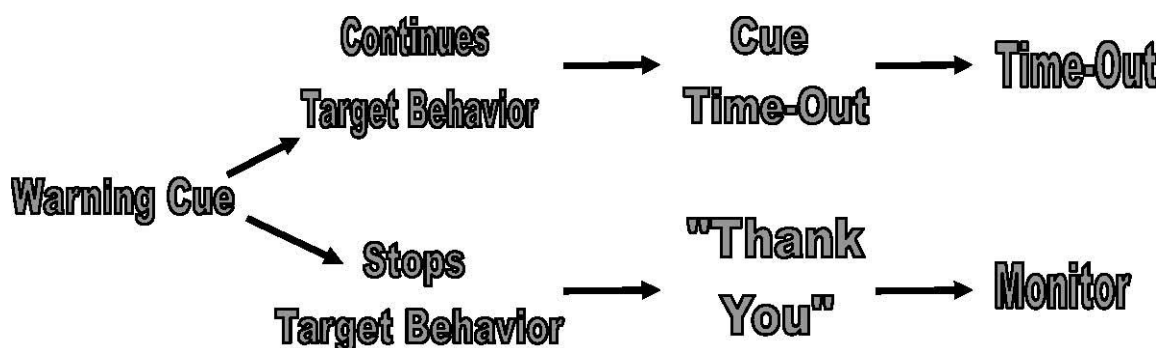 Continues
Target Behavior
Cue
Time-Out
Time-Out
Warning Cue
Stops
Target Behavior
"Thank
You"
Monitor